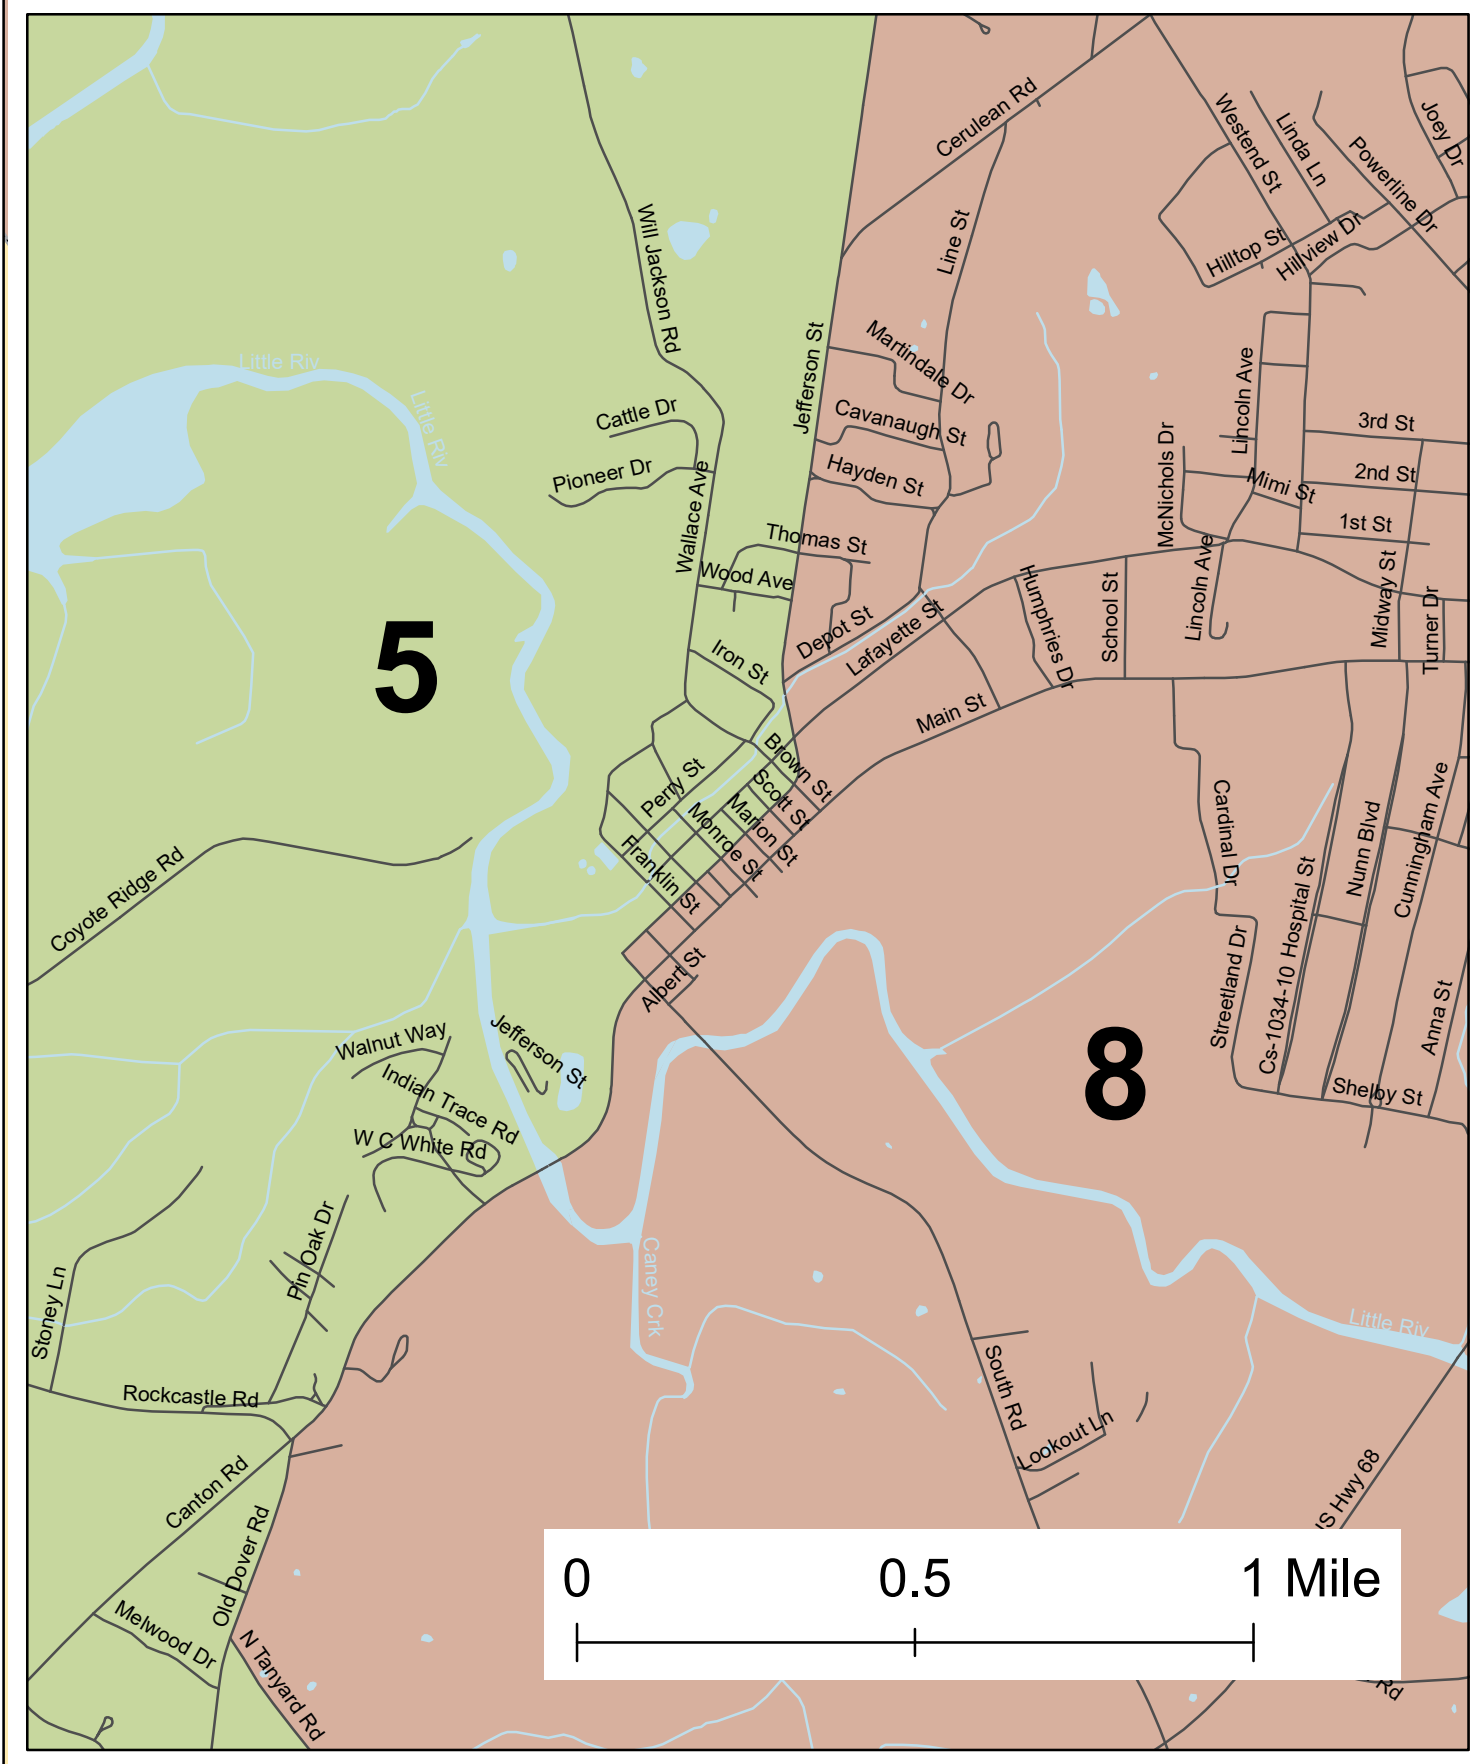 Cerulean Rd
Westend St
Linda Ln
Joey Dr
Powerline Dr
Will Jackson Rd
Line St
Hilltop St
Hillview Dr
Little Riv
Little Riv
Jefferson St
Martindale Dr
Lincoln Ave
Cattle Dr
Cavanaugh St
3rd St
Pioneer Dr
Hayden St
McNichols Dr
Mimi St
2nd St
Wallace Ave
Thomas St
1st St
Wood Ave
Humphries Dr
School St
Lincoln Ave
Midway St
Turner Dr
5
Iron St
Depot St
Lafayette St
Main St
Brown St
Perry St
Scott St
Marion St
Monroe St
Franklin St
Cardinal Dr
Nunn Blvd
Cunningham Ave
Coyote Ridge Rd
Albert St
Streetland Dr
Cs-1034-10 Hospital St
Anna St
8
Walnut Way
Jefferson St
Indian Trace Rd
Shelby St
W C White Rd
Pin Oak Dr
Stoney Ln
Caney Crk
Little Riv
Rockcastle Rd
South Rd
Lookout Ln
Canton Rd
US Hwy 68
Old Dover Rd
0 0.5 1 Mile
Melwood Dr
N Tanyard Rd
Rd